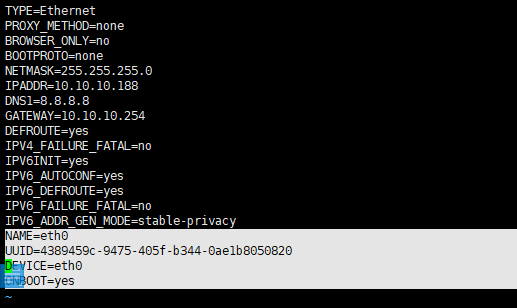 TYPE=Ethernet
PROXY_METHOD=none
BROWSER_ONLY=no
BOOTPROTO=none
NETMASK=255.255.255.0
IPADDR=10.10.10.188
DNS1=8.8.8.8
GATEWAY=10.10.10.254
DEFROUTE=yes
IPV4_FAILURE_FATAL=no
IPV6INIT=yes
IPV6_AUTOCONF=yes
IPV6_DEFROUTE=yes
IPV6_FAILURE_FATAL=no
IPV6_ADDR_GEN_MODE=stable-privacy
NAME=eth0
UUID=4389459c-9475-405f-b344-0ae1b8050820
DEVICE=eth0
ONBOOT=yes
~